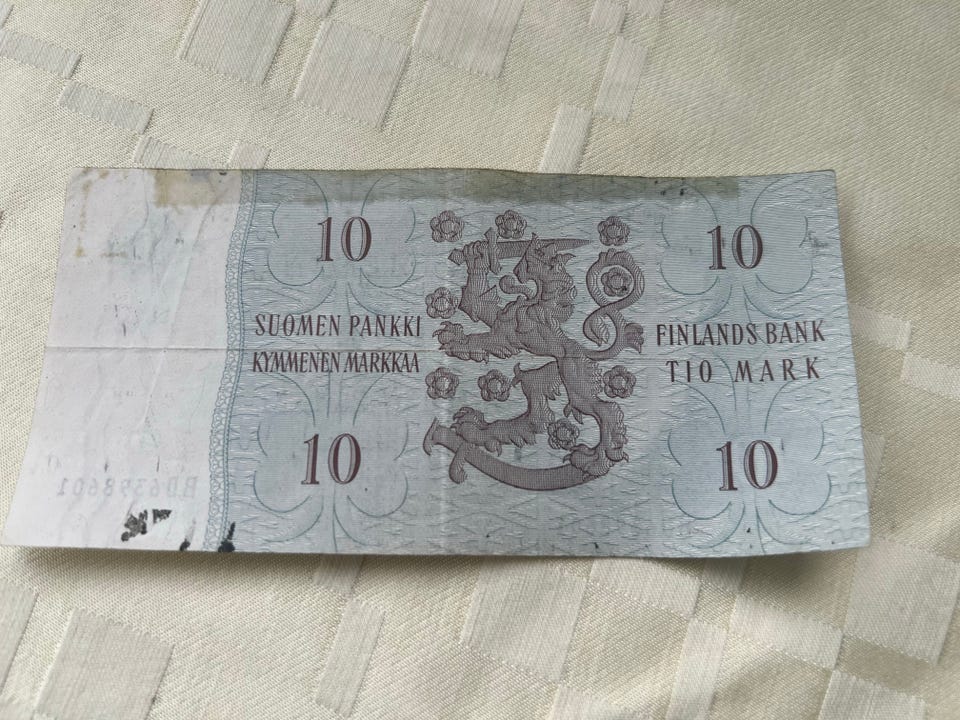 10 10
SUOMEN PANKKI FINLANDS BANK
KYMMENEN MARKKAA TIO MARK
10 10